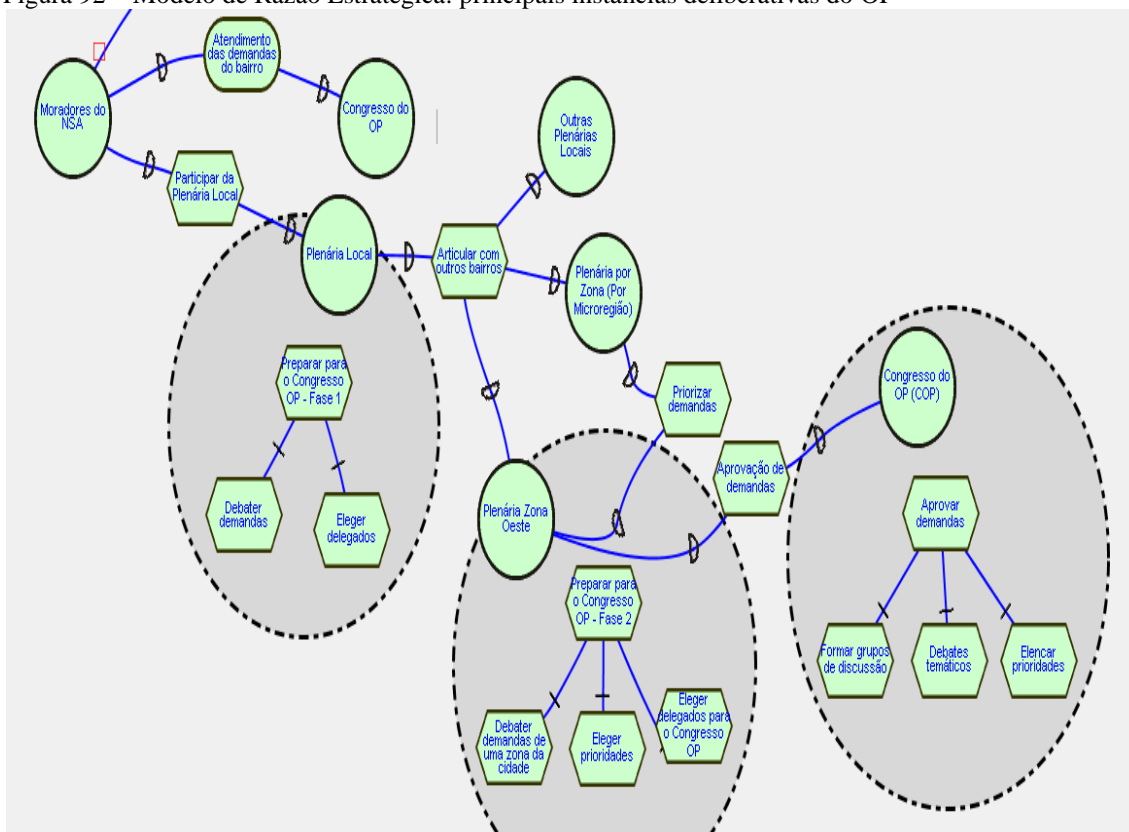 Figura 92 – Modelo de Razão Estratégica: principais instâncias deliberativas do OP
Atendimento
das demandas
do bairro
Moradores do
NSA
Congresso do
OP
Outras
Plenárias
Locais
Participar da
Plenária Local
Plenária Local
Articular com
outros bairros
Plenária por
Zona (Por
Microregião)
Preparar para
o Congresso
OP - Fase 1
Priorizar
demandas
Congresso do
OP (COP)
Debater
demandas
Eleger
delegados
Plenária Zona
Oeste
Aprovação de
demandas
Aprovar
demandas
Preparar para
o Congresso
OP - Fase 2
Formar grupos
de discussão
Debates
temáticos
Elencar
prioridades
Debater
demandas de
uma zona da
cidade
Eleger
prioridades
Eleger
delegados para
o Congresso
OP